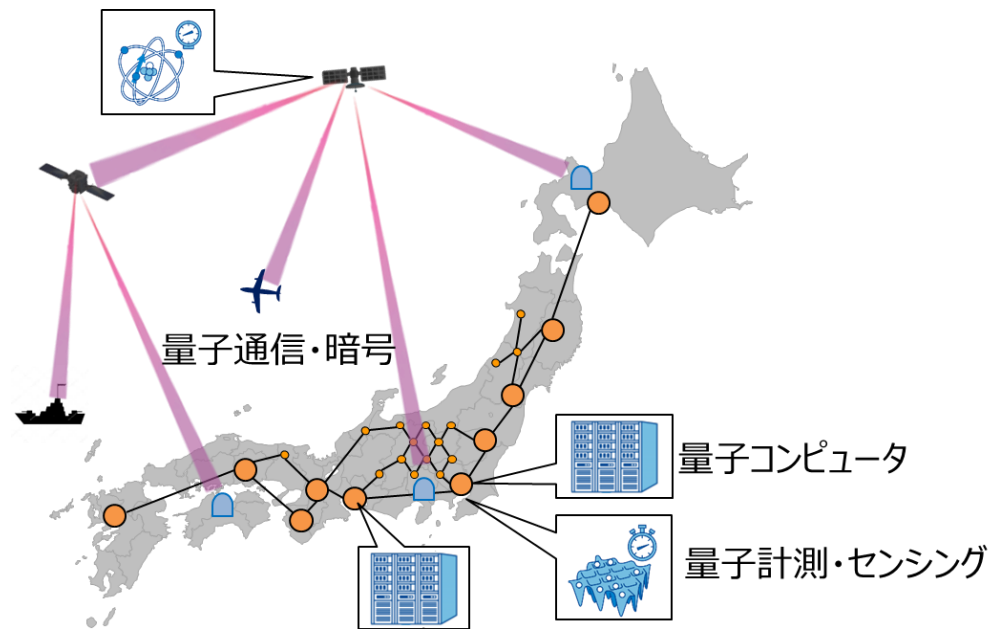 量子通信・暗号
量子コンピュータ
量子計測・センシング